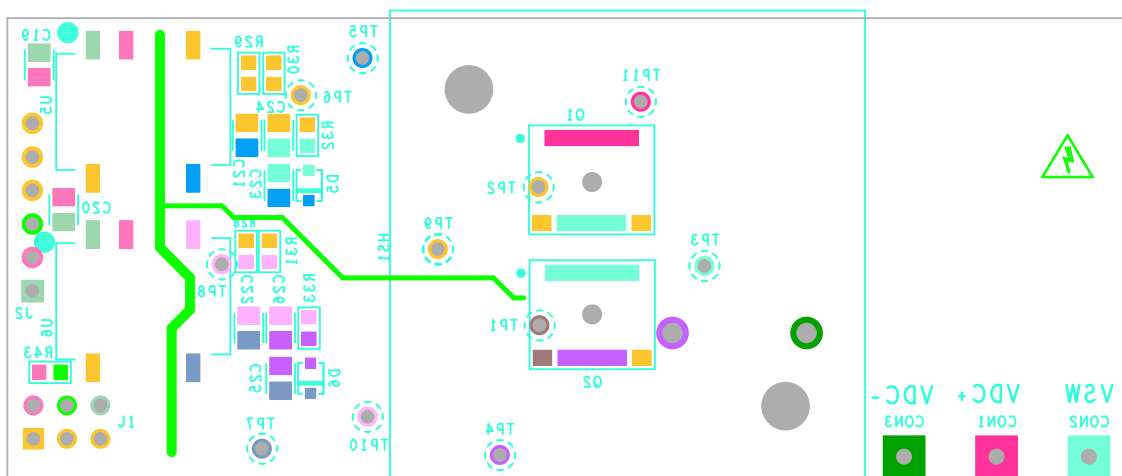 C19
R29
R30
TP5
TP6
TP11
U5
C24
Q1
R32
C21
C23
D5
TP2
C20
TP9
R28
R31
HS1
TP3
TP8
C22
C26
R33
J2
U6
TP1
R43
C25
D6
Q2
J1
TP7
TP10
TP4
VDC-
VDC+
VSW
CON3
CON1
CON2